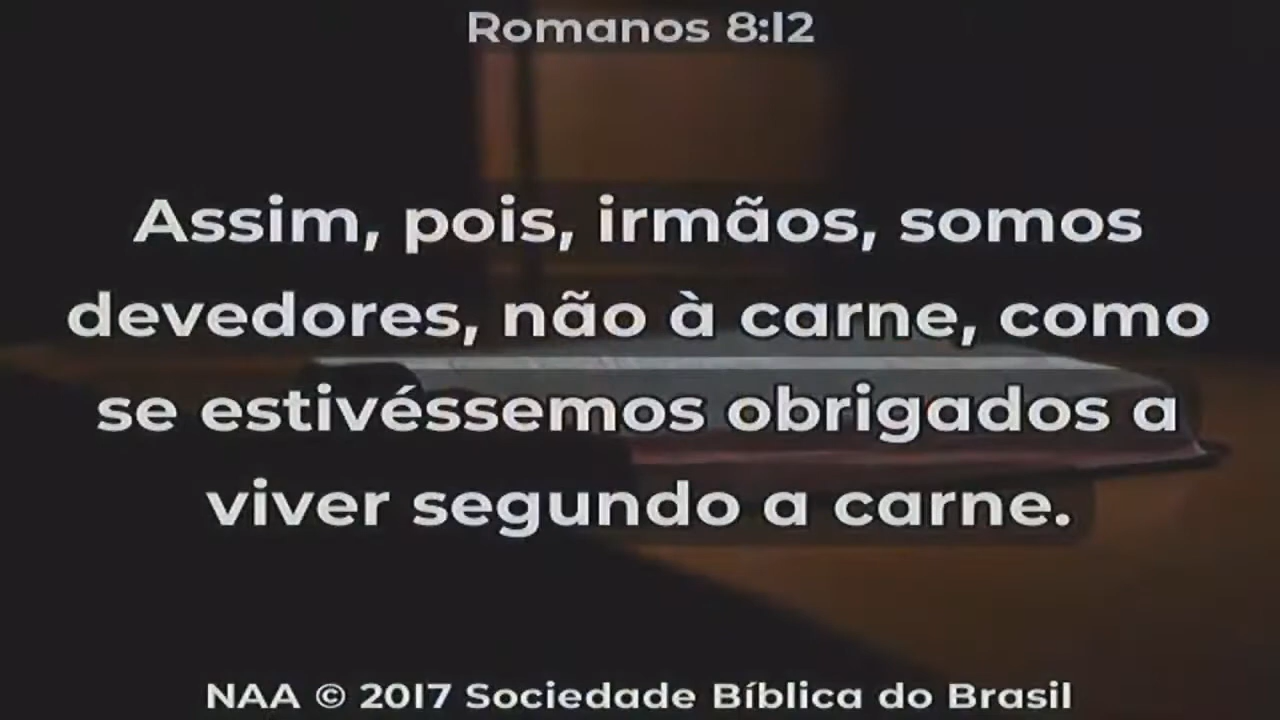 Romanos 8:12
Assim, pois, irmãos, somos
devedores, não à carne, como
se estivéssemos obrigados a
viver segundo a carne.
NAA © 2017 Sociedade Bíblica do Brasil